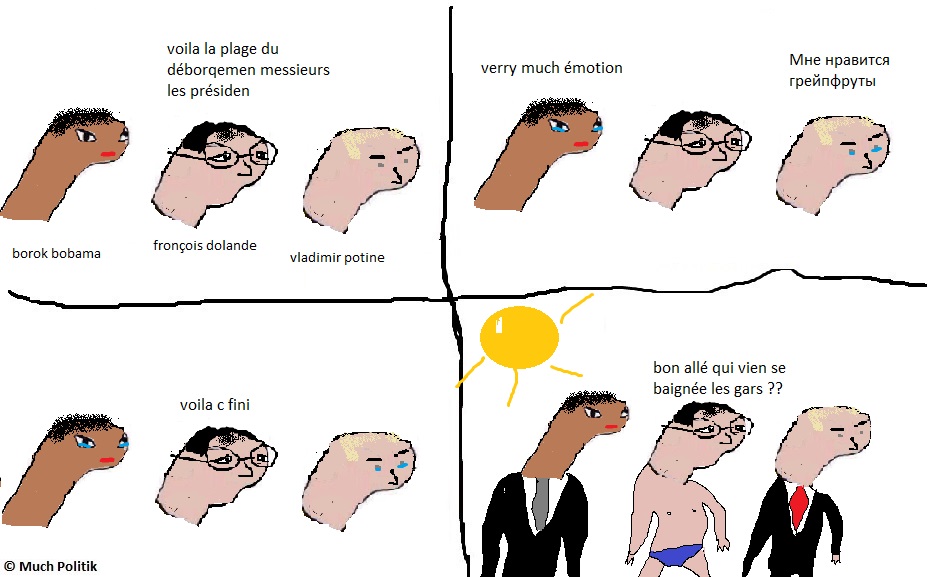 voila la plage du
déborqemen messieurs
les présiden
borok bobama
fronçois dolande
vladimir potine
verry much émotion
Мне нравится
грейпфруты
voila c fini
bon allé qui vien se
baignée les gars ??
© Much Politik